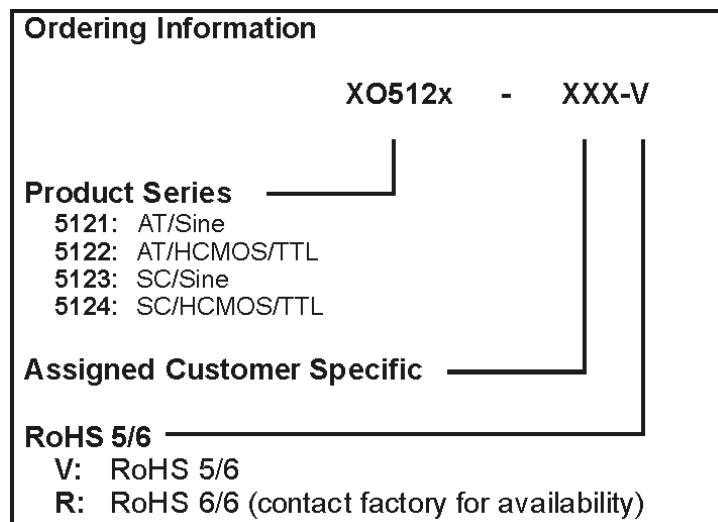 Ordering Information
XO512x - XXX-V
Product Series
5121: AT/Sine
5122: AT/HCMOS/TTL
5123: SC/Sine
5124: SC/HCMOS/TTL
Assigned Customer Specific
RoHS 5/6
V: RoHS 5/6
R: RoHS 6/6 (contact factory for availability)